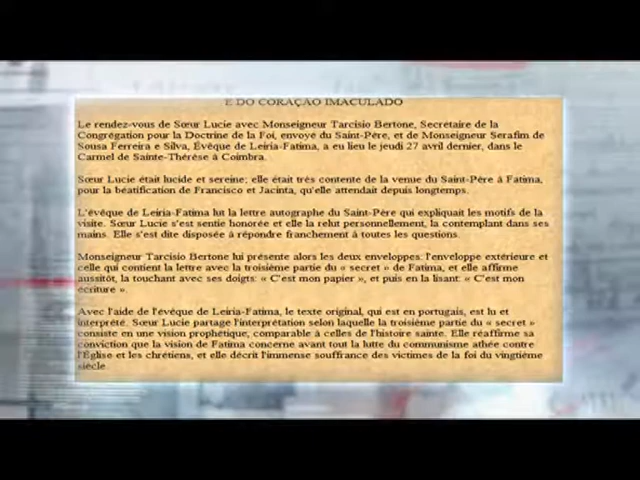 E DO CORAÇÃO IMACULADO
Le rendez-vous de Sœur Lucie avec Monseigneur Tarcisio Bertone, Secrétaire de la
Congrégation pour la Doctrine de la Foi, envoyé du Saint-Père, et de Monseigneur Serafim de
Sousa Ferreira e Silva, Évêque de Leiria-Fatima, a eu lieu le jeudi 27 avril dernier, dans le
Carmel de Sainte-Thérèse à Coimbra.
Sœur Lucie était lucide et sereine; elle était très contente de la venue du Saint-Père à Fatima,
pour la béatification de Francisco et Jacinta, qu'elle attendait depuis longtemps.
L'évêque de Leiria-Fatima lut la lettre autographe du Saint-Père qui expliquait les motifs de la
visite. Sœur Lucie s'est sentie honorée et elle la relut personnellement, la contemplant dans ses
mains. Elle s'est dite disposée à répondre franchement à toutes les questions.
Monseigneur Tarcisio Bertone lui présente alors les deux enveloppes: l'enveloppe extérieure et
celle qui contient la lettre avec la troisième partie du « secret » de Fatima, et elle affirme
aussitôt, la touchant avec ses doigts: « C'est mon papier », et puis en la lisant: « C'est mon
écriture ».
Avec l'aide de l'évêque de Leiria-Fatima, le texte original, qui est en portugais, est lu et
interprété. Sœur Lucie partage l'interprétation selon laquelle la troisième partie du « secret »
consiste en une vision prophétique, comparable à celles de l'histoire sainte. Elle réaffirme sa
conviction que la vision de Fatima concerne avant tout la lutte du communisme athée contre
l'Église et les chrétiens, et elle décrit l'immense souffrance des victimes de la foi du vingtième
siècle.